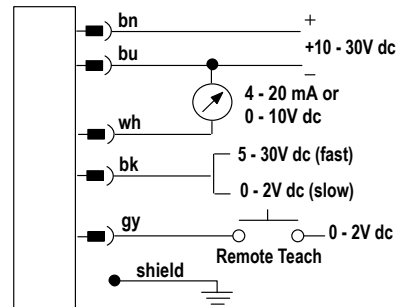 bn
+
+10 - 30V dc
bu
–
4 - 20 mA or
0 - 10V dc
wh
bk
5 - 30V dc (fast)
0 - 2V dc (slow)
gy
0 - 2V dc
Remote Teach
shield